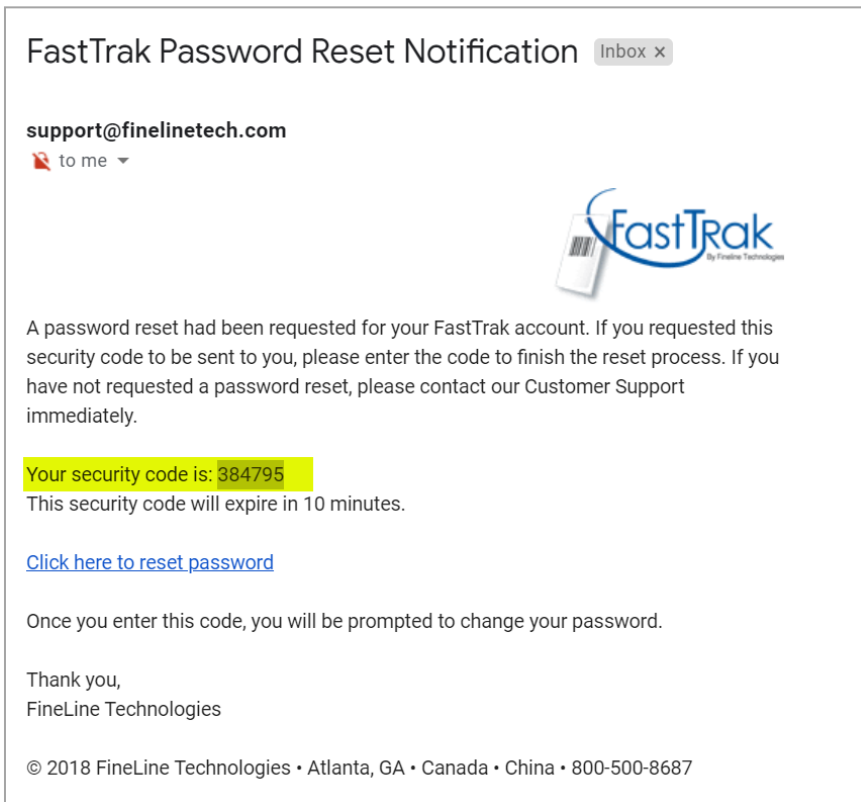 FastTrak Password Reset Notification Inbox ×
support@finelinetech.com
to me
FastTRak
By Fineline Technologies
A password reset had been requested for your FastTrak account. If you requested this
security code to be sent to you, please enter the code to finish the reset process. If you
have not requested a password reset, please contact our Customer Support
immediately.
Your security code is: 384795
This security code will expire in 10 minutes.
Click here to reset password
Once you enter this code, you will be prompted to change your password.
Thank you,
FineLine Technologies
© 2018 FineLine Technologies • Atlanta, GA • Canada • China • 800-500-8687